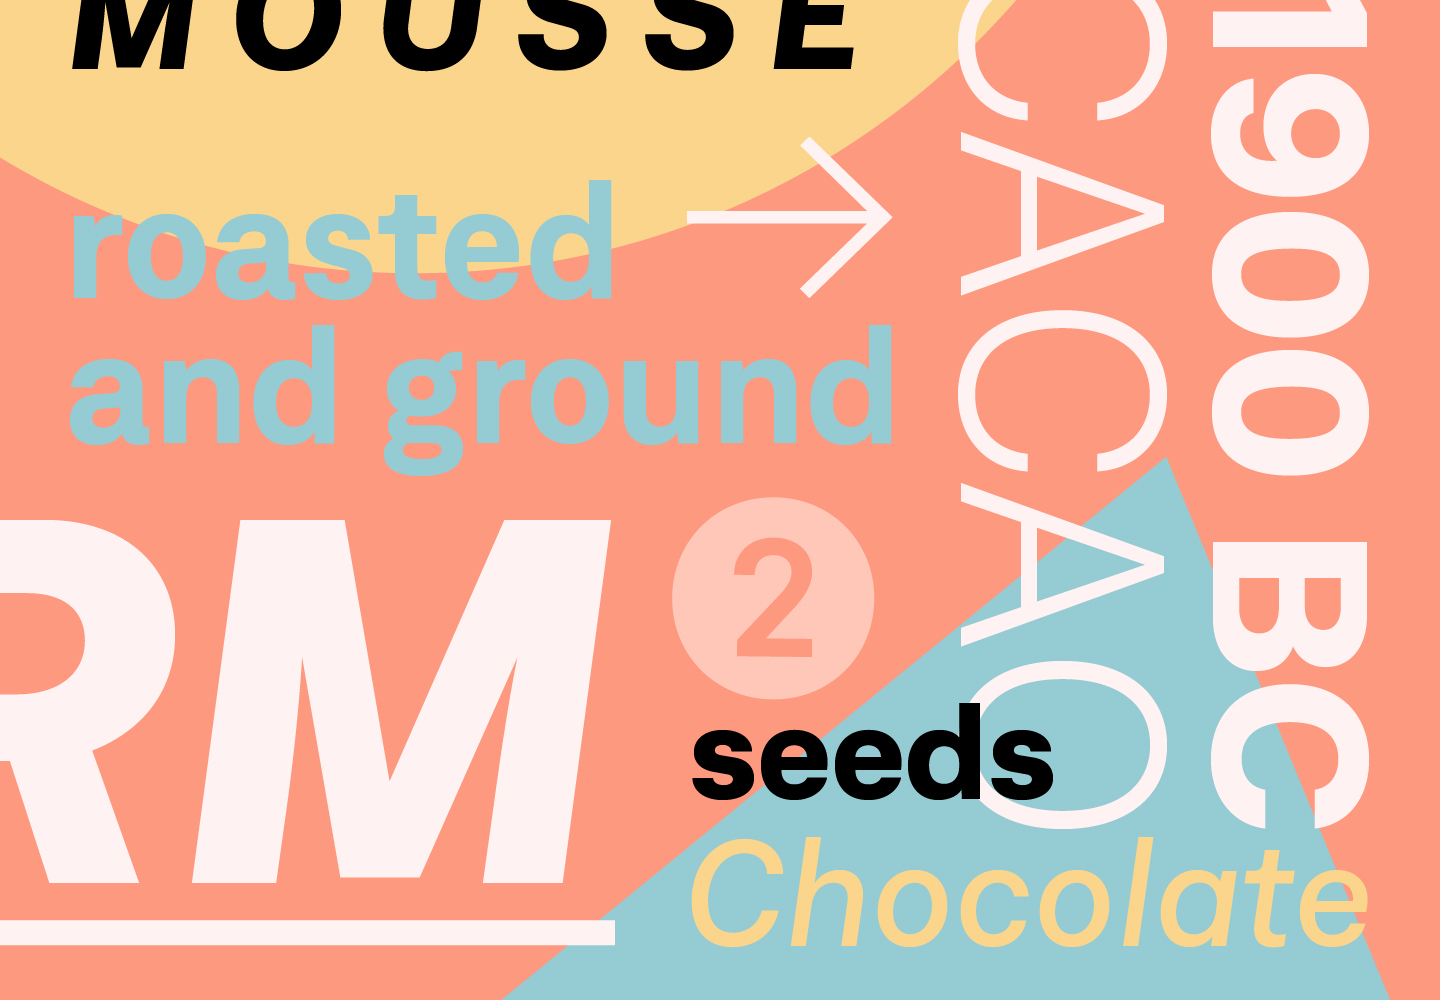 MOUSSE
roasted
and ground
RM
2
seeds
Chocolate
CACAO
1900 BC